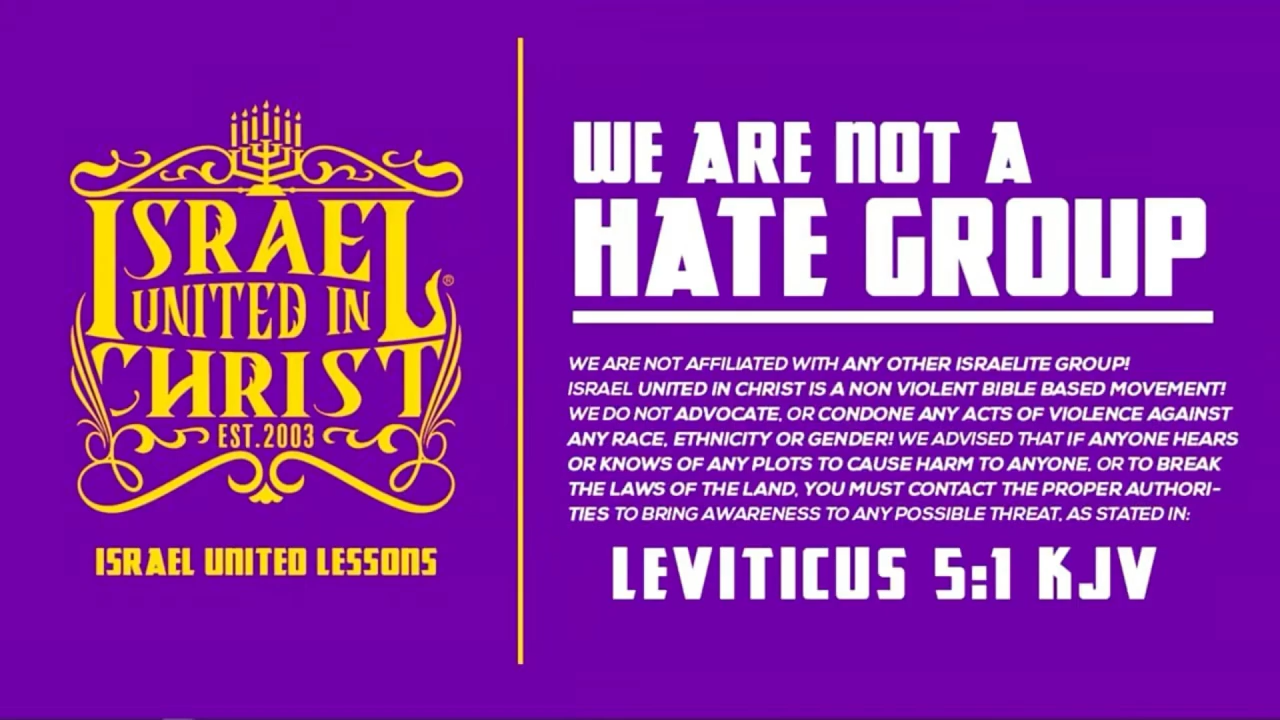 ISRAEL
UNITED IN
CHRIST
®
EST.2003
ISRAEL UNITED LESSONS
WE ARE NOT A
HATE GROUP
WE ARE NOT AFFILIATED WITH ANY OTHER ISRAELITE GROUP!
ISRAEL UNITED IN CHRIST IS A NON VIOLENT BIBLE BASED MOVEMENT!
WE DO NOT ADVOCATE, OR CONDONE ANY ACTS OF VIOLENCE AGAINST
ANY RACE, ETHNICITY OR GENDER! WE ADVISED THAT IF ANYONE HEARS
OR KNOWS OF ANY PLOTS TO CAUSE HARM TO ANYONE, OR TO BREAK
THE LAWS OF THE LAND, YOU MUST CONTACT THE PROPER AUTHORI-
TIES TO BRING AWARENESS TO ANY POSSIBLE THREAT, AS STATED IN:
LEVITICUS 5:1 KJV